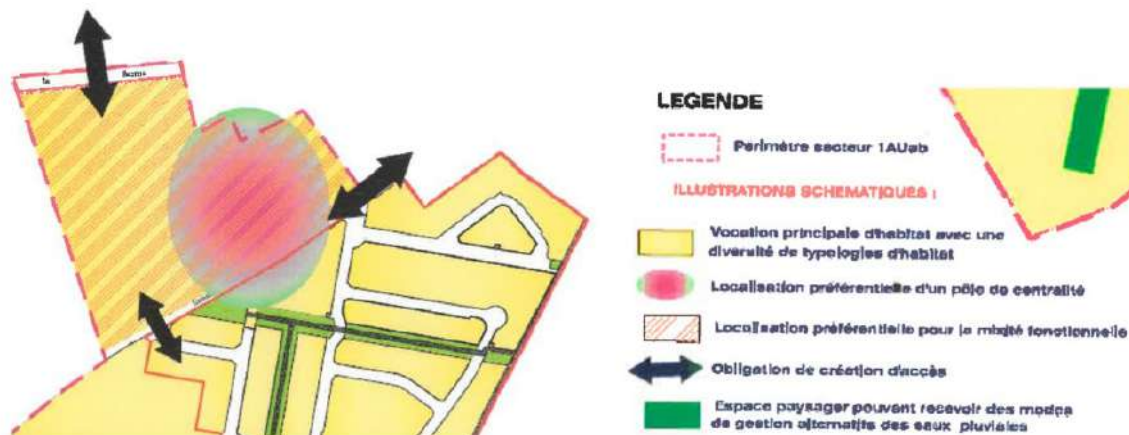 la
LEGENDE
Perimètre secteur 1AUab
ILLUSTRATIONS SCHEMATIQUES :
Vocation principale d'habitat avec une
diversité de typologies d'habitat
Localisation préférentielle d'un pôle de centralité
Localisation préférentielle pour la mixité fonctionnelle
Obligation de création d'accès
Espace paysager pouvant recevoir des modes
de gestion alternatifs des eaux pluviales